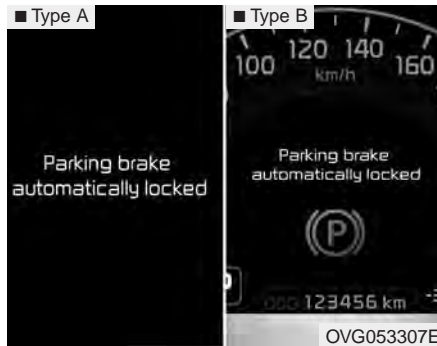 ■ Type A
Parking brake
automatically locked
■ Type B
100 120 140 160
km/h
Parking brake
automatically locked
(P)
123456 km
OVG053307E